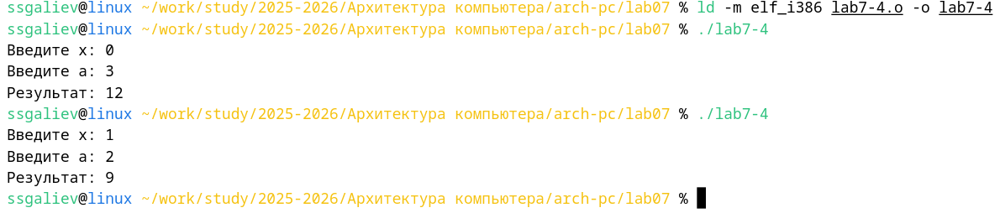 ssgaliev@linux ~/work/study/2025-2026/Архитектура компьютера/arch-pc/lab07 % ld -m elf_i386 lab7-4.o -o lab7-4
ssgaliev@linux ~/work/study/2025-2026/Архитектура компьютера/arch-pc/lab07 % ./lab7-4
Введите x: 0
Введите a: 3
Результат: 12
ssgaliev@linux ~/work/study/2025-2026/Архитектура компьютера/arch-pc/lab07 % ./lab7-4
Введите x: 1
Введите a: 2
Результат: 9
ssgaliev@linux ~/work/study/2025-2026/Архитектура компьютера/arch-pc/lab07 %